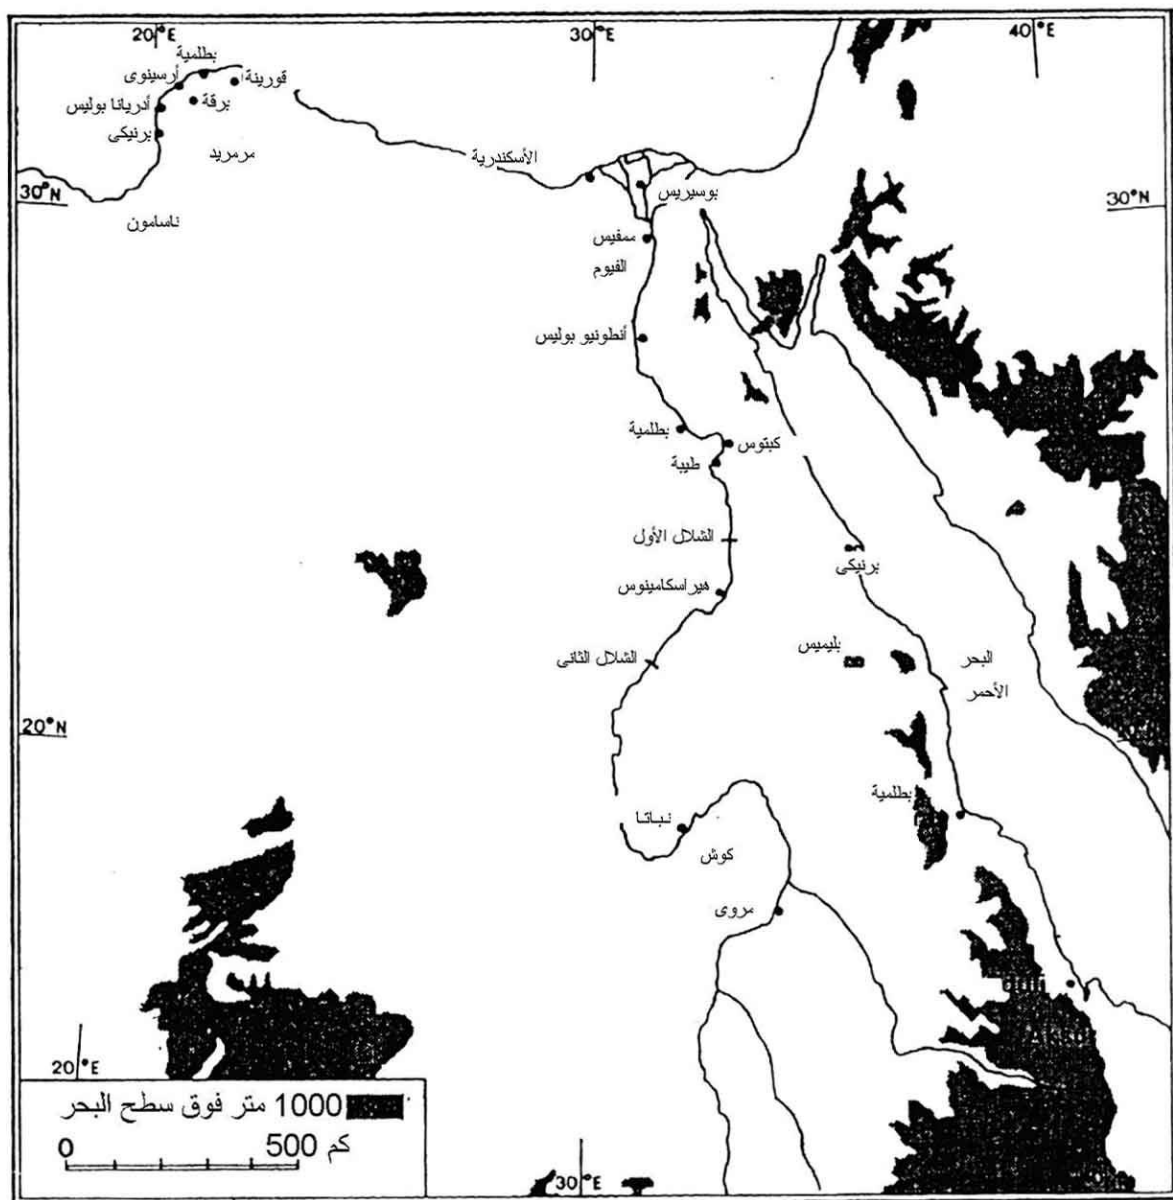 20°E
30°E
40°E
بطلمية
أرسينوى
قورينة
أدريانا بوليس
برقة
برنيكى
مرمريد
الأسكندرية
30°N
30°N
بوسيريس
ناسامون
ممفيس
الفيوم
أنطونيو بوليس
بطلمية
كبتوس
طيبة
الشلال الأول
برنيكى
هيراسكامينوس
بليميس
الشلال الثانى
البحر
الأحمر
20°N
بطلمية
نباتا
كوش
مروى
20°E
1000 متر فوق سطح البحر
0
500 كم
30°E